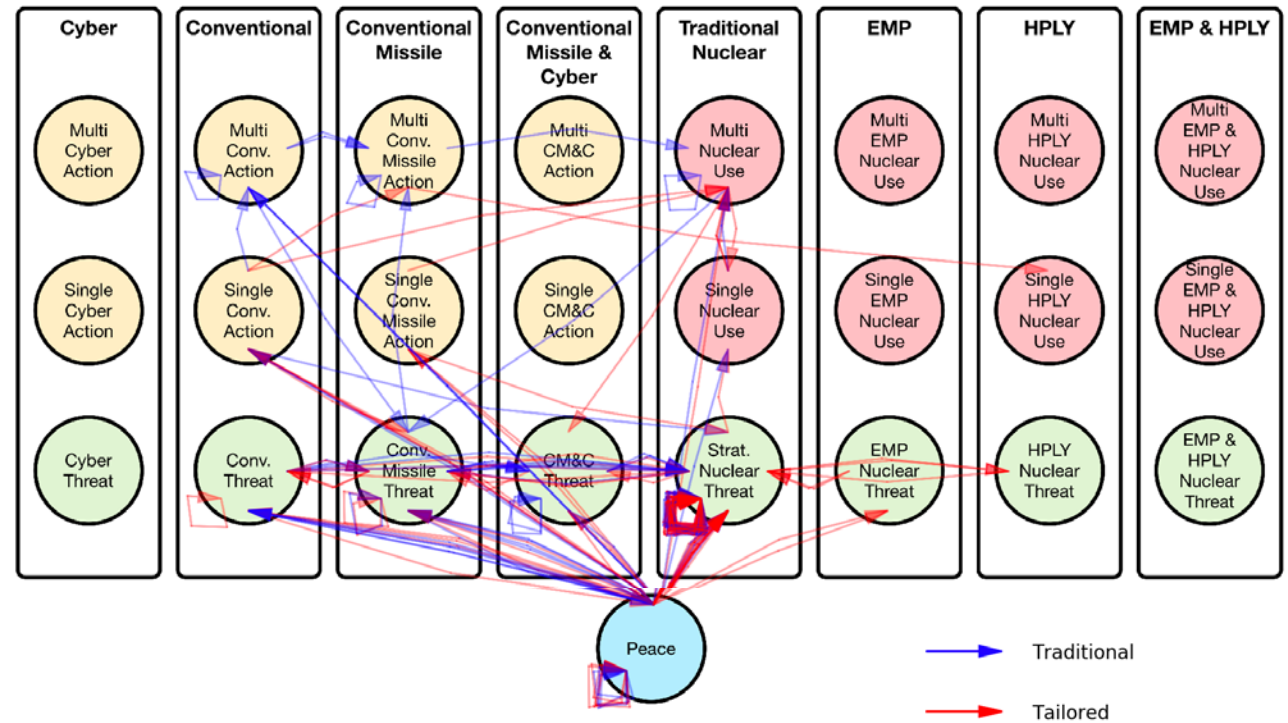 Cyber
Conventional
Conventional
Missile
Conventional
Missile &
Cyber
Traditional
Nuclear
EMP
HPLY
EMP & HPLY
Multi
Cyber
Action
Multi
Conv.
Action
Multi
Conv.
Missile
Action
Multi
CM&C
Action
Multi
Nuclear
Use
Multi
EMP
Nuclear
Use
Multi
HPLY
Nuclear
Use
Multi
EMP &
HPLY
Nuclear
Use
Single
Cyber
Action
Single
Conv.
Action
Single
Conv.
Missile
Action
Single
CM&C
Action
Single
Nuclear
Use
Single
EMP
Nuclear
Use
Single
HPLY
Nuclear
Use
Single
EMP &
HPLY
Nuclear
Use
Cyber
Threat
Conv.
Threat
Conv.
Missile
Threat
CM&C
Threat
Strat.
Nuclear
Threat
EMP
Nuclear
Threat
HPLY
Nuclear
Threat
EMP &
HPLY
Nuclear
Threat
Peace
Traditional
Tailored